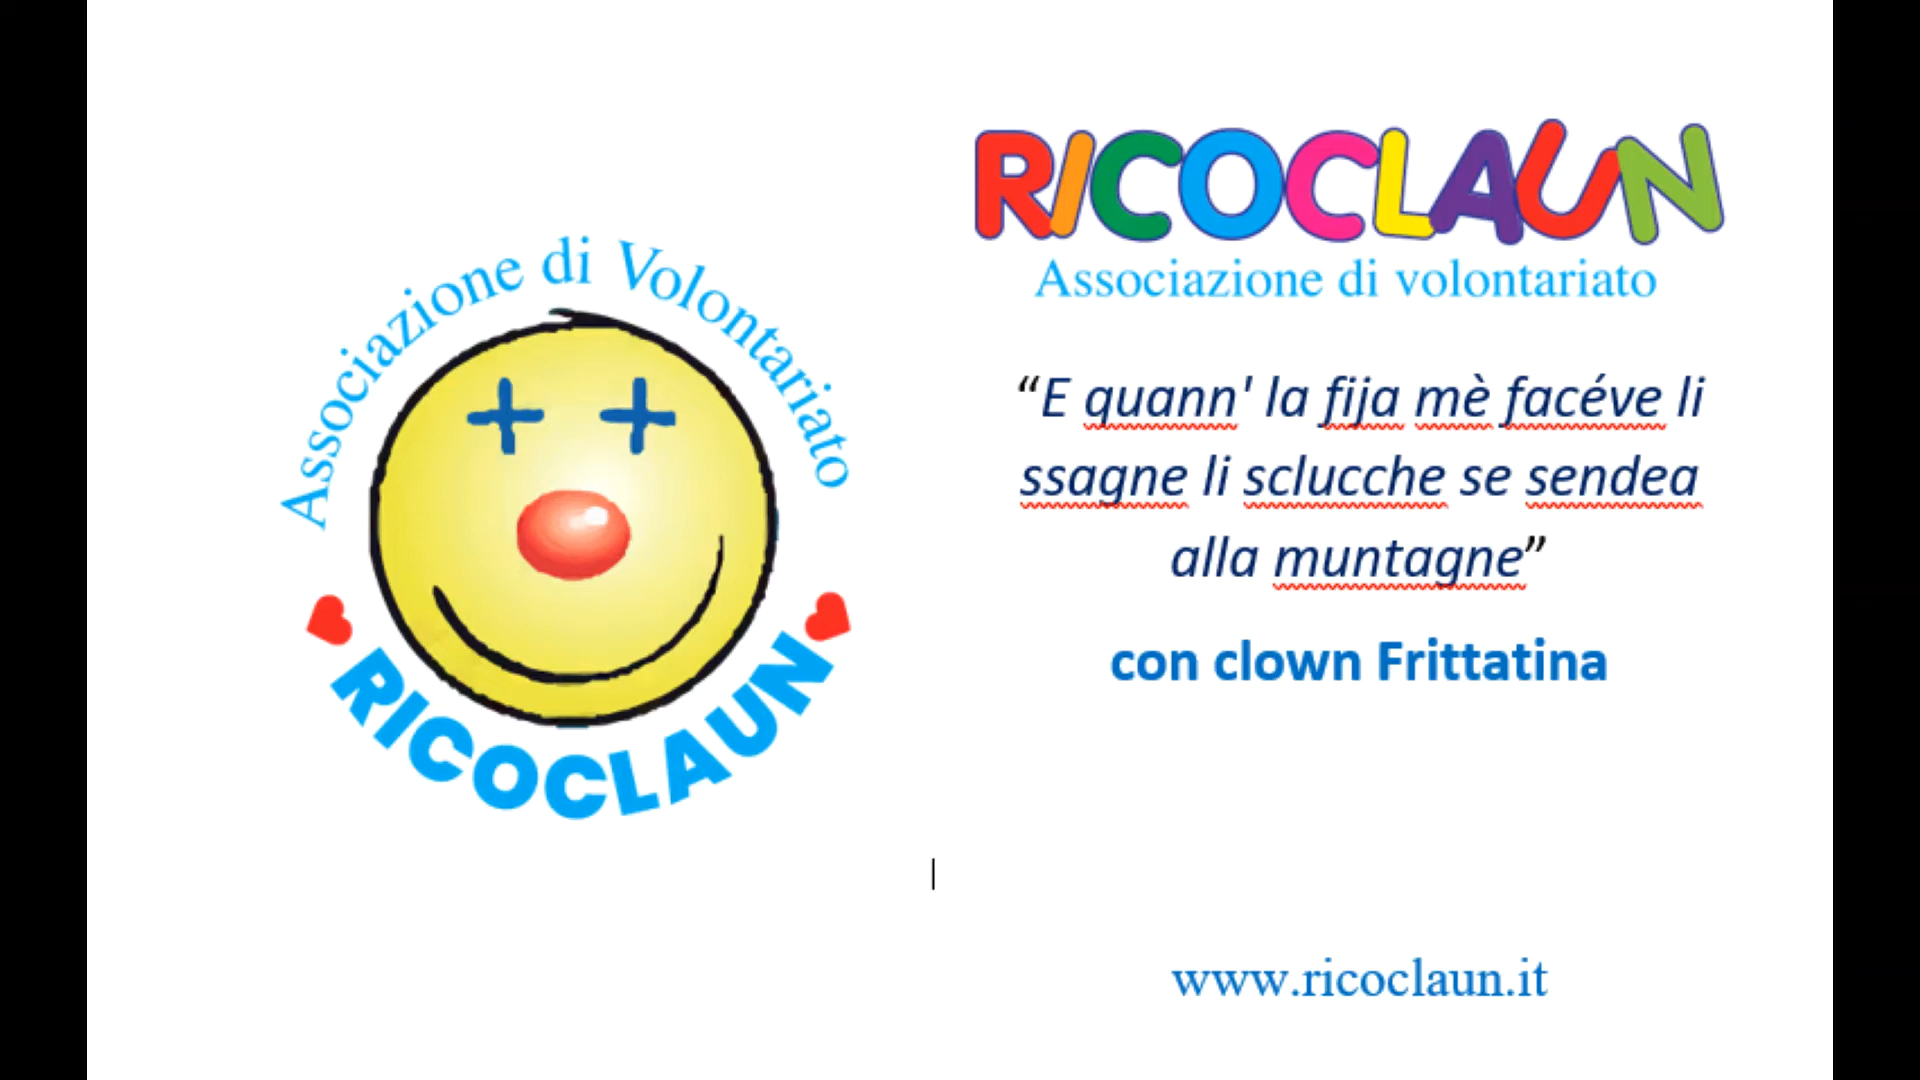 Associazione di Volontariato
RICOCLAUN
RICOCLAUN
Associazione di volontariato
“E quann' la fija mè facéve li
ssagne li sclucche se sendea
alla muntagne”
con clown Frittatina
www.ricoclaun.it